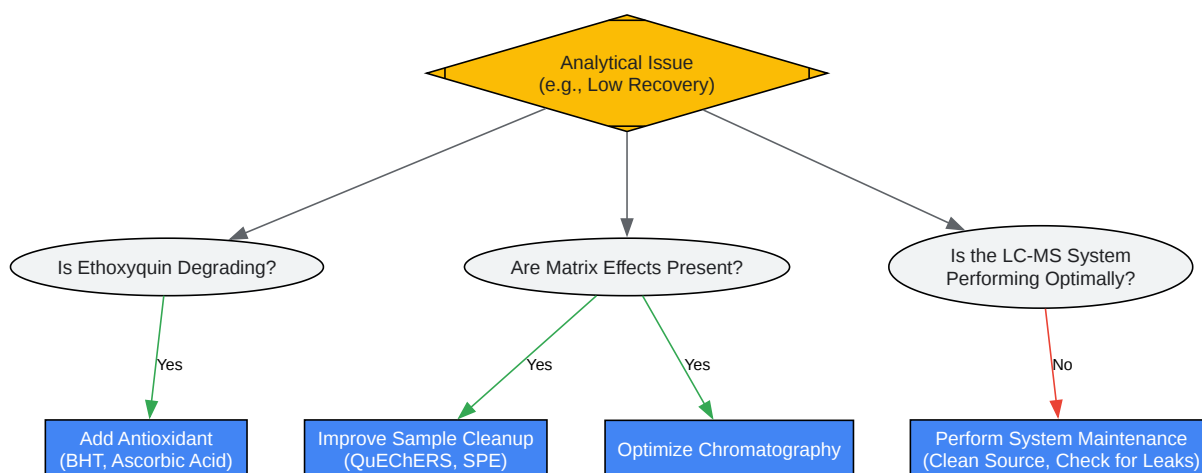 Analytical Issue
(e.g., Low Recovery)
Is Ethoxyquin Degrading?
Are Matrix Effects Present?
Is the LC-MS System
Performing Optimally?
Yes
Yes
Yes
No
Add Antioxidant
(BHT, Ascorbic Acid)
Improve Sample Cleanup
(QuEChERS, SPE)
Optimize Chromatography
Perform System Maintenance
(Clean Source, Check for Leaks)